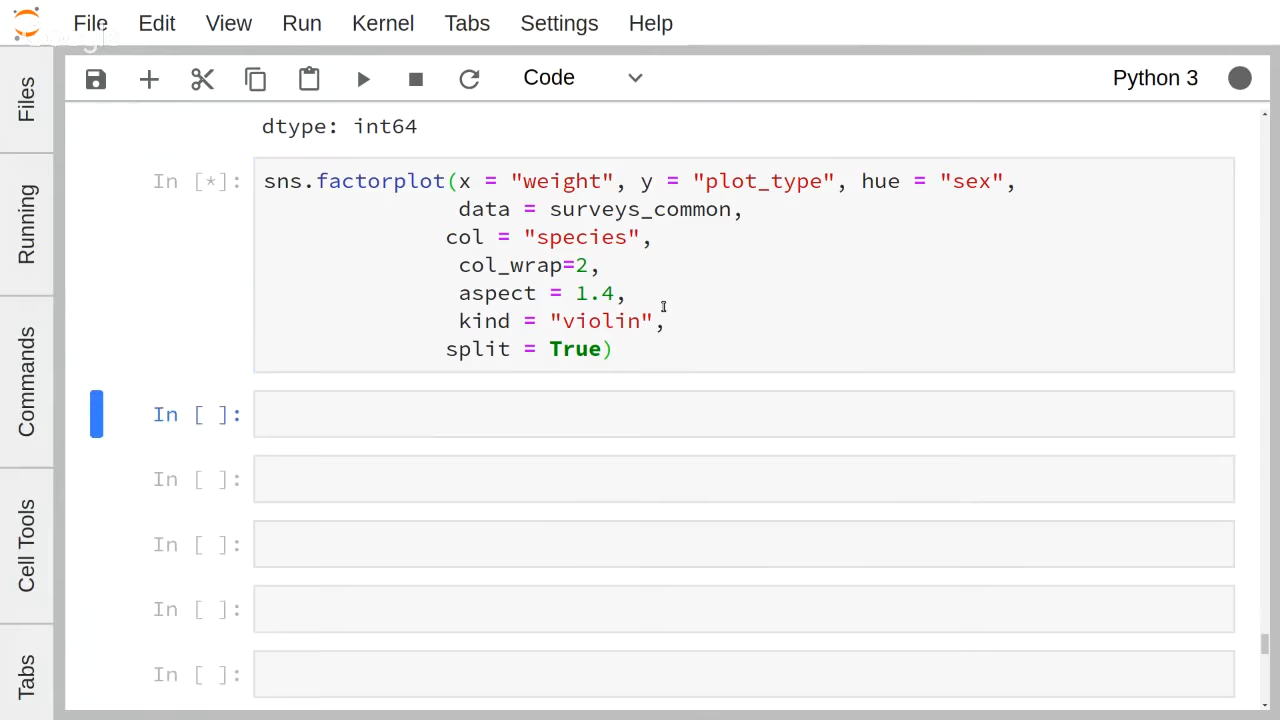 File Edit View Run Kernel Tabs Settings Help
Google
Code Python 3
Files
Running
Commands
Cell Tools
Tabs
dtype: int64
In [*]: sns.factorplot(x = "weight", y = "plot_type", hue = "sex",
data = surveys_common,
col = "species",
col_wrap=2,
aspect = 1.4,
kind = "violin",
split = True)
In [ ]:
In [ ]:
In [ ]:
In [ ]:
In [ ]: